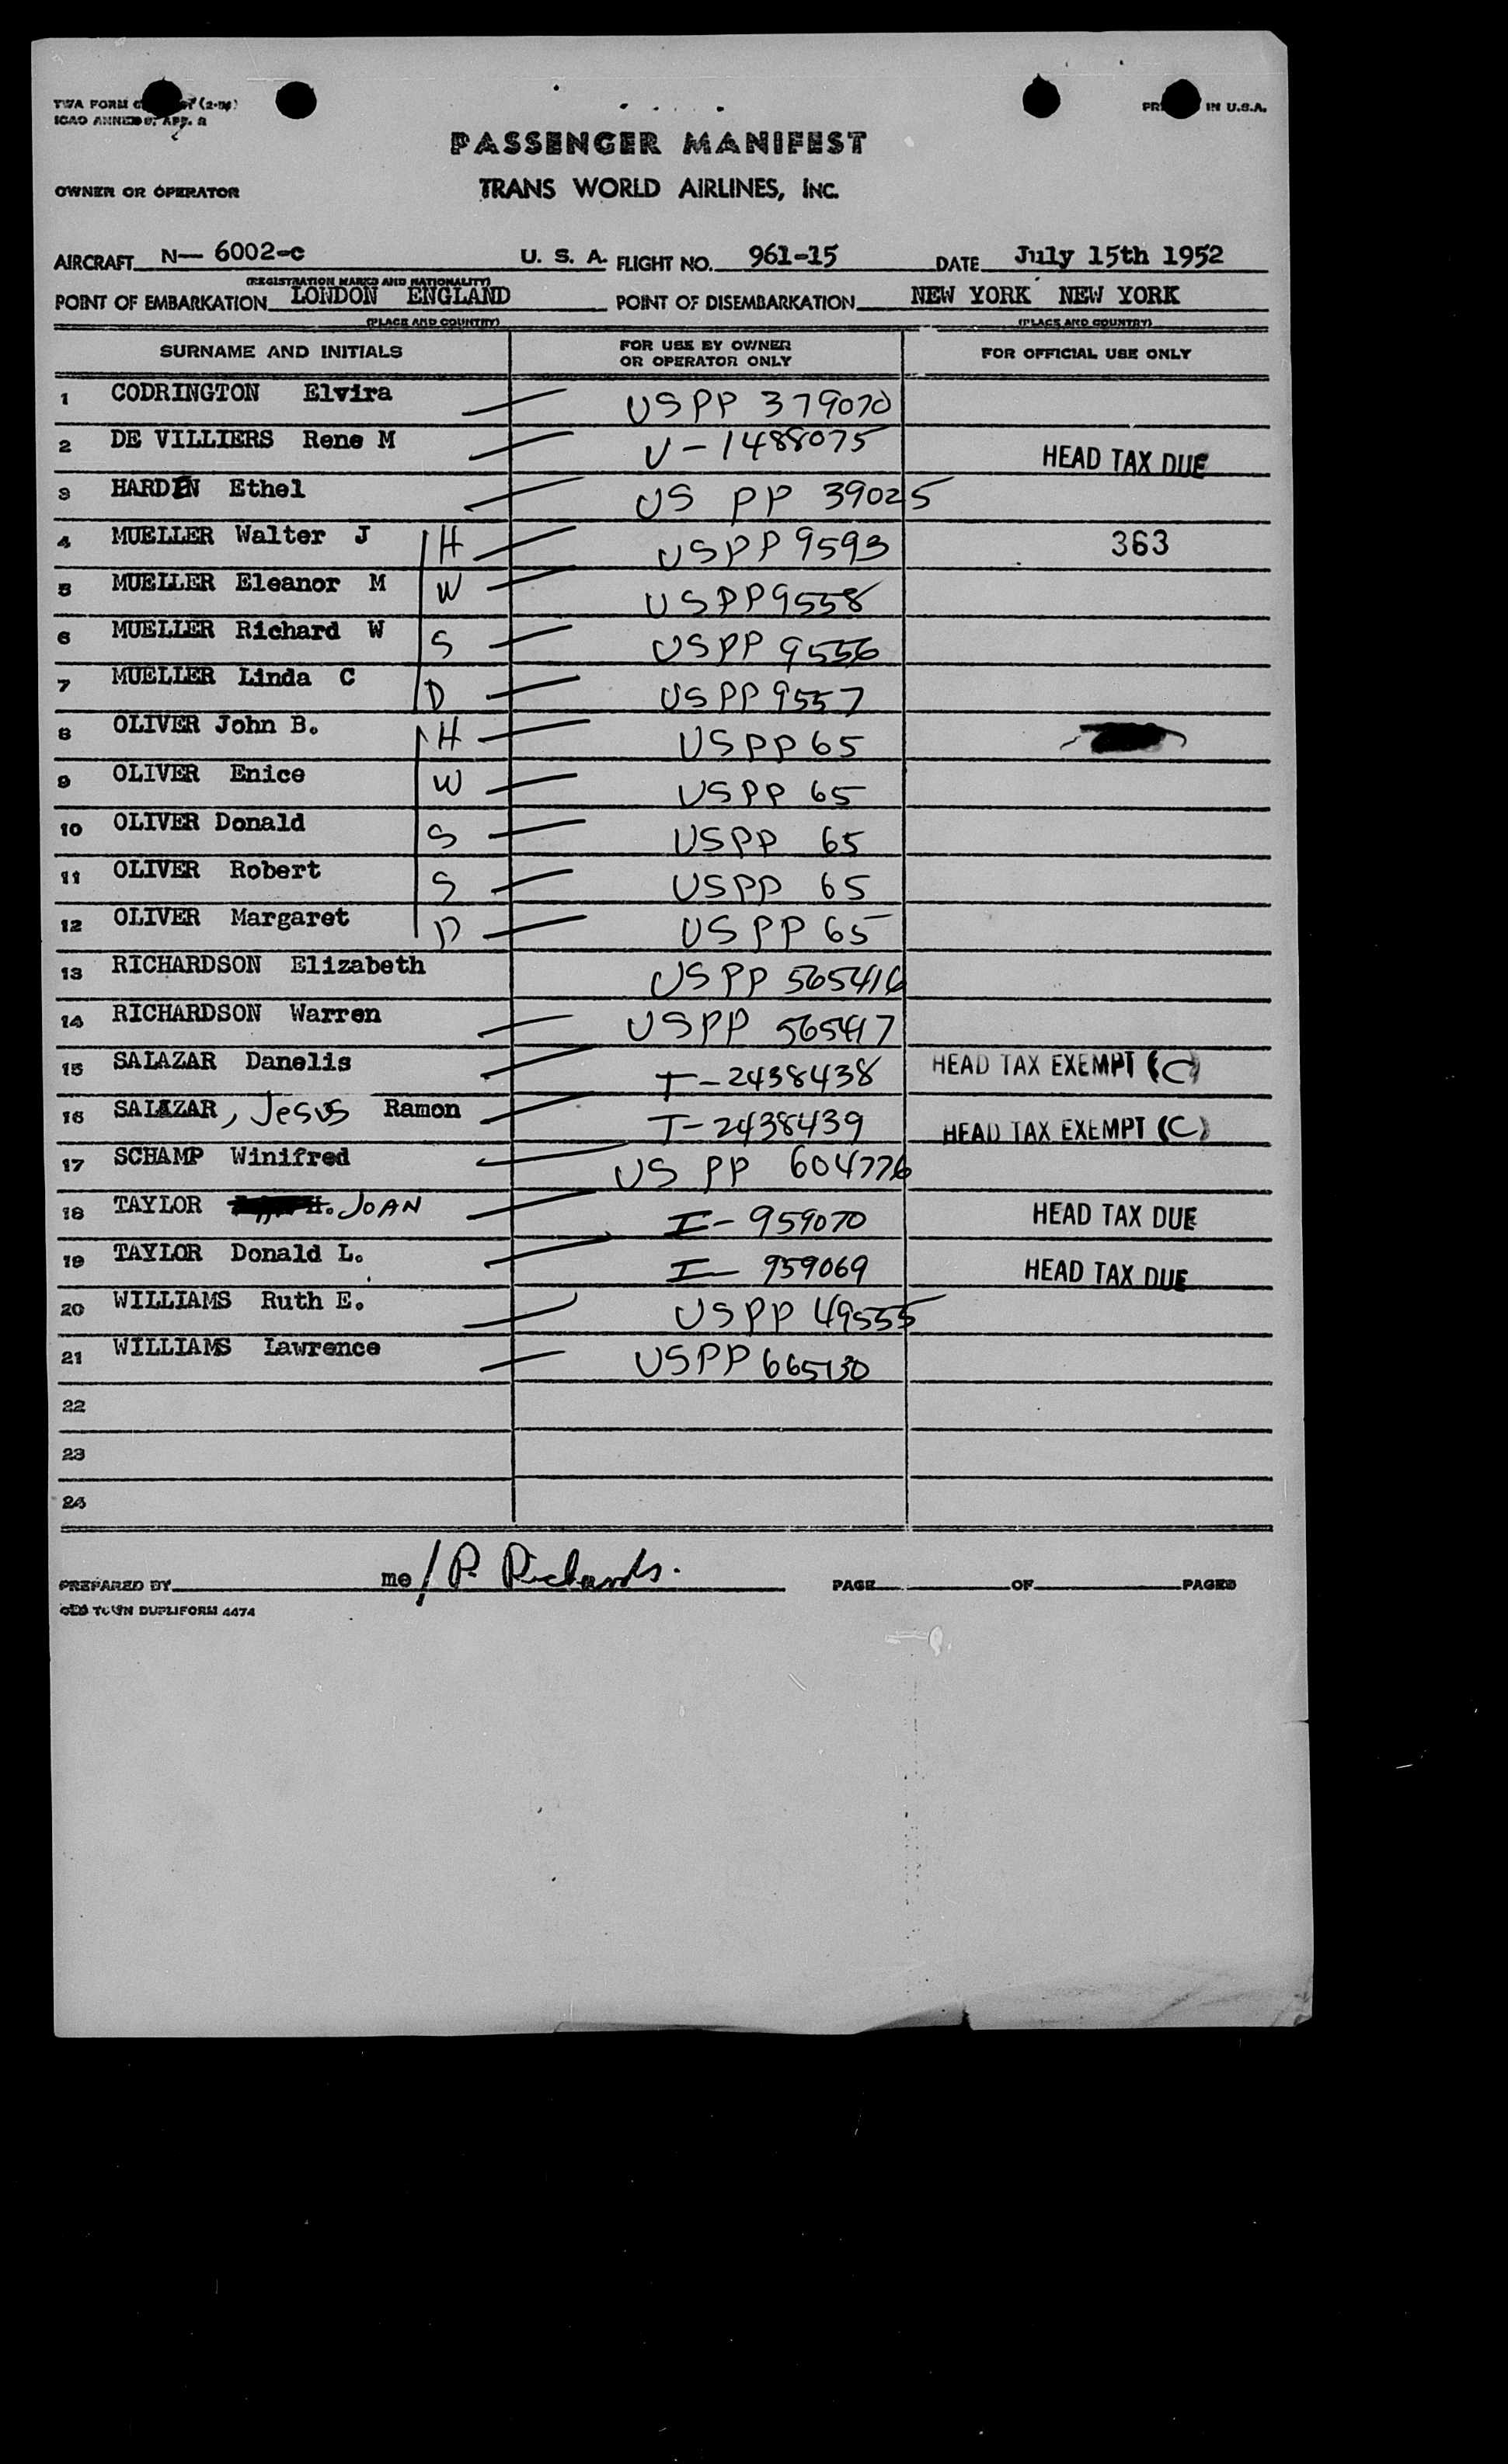 TWA FORM (2-51)
ICAO ANNEX 9, APP. 2
PRINTED IN U.S.A.
PASSENGER MANIFEST
OWNER OR OPERATOR TRANS WORLD AIRLINES, INC.
AIRCRAFT N— 6002-C U. S. A. FLIGHT NO. 961-15 DATE July 15th 1952
(REGISTRATION MARKS AND NATIONALITY)
POINT OF EMBARKATION LONDON ENGLAND POINT OF DISEMBARKATION NEW YORK NEW YORK
(PLACE AND COUNTRY) (PLACE AND COUNTRY)
SURNAME AND INITIALS FOR USE BY OWNER OR OPERATOR ONLY FOR OFFICIAL USE ONLY
1 CODRINGTON Elvira USPP 379070
2 DE VILLIERS Rene M V-1488075 HEAD TAX DUE
3 HARDEN Ethel US PP 39025
4 MUELLER Walter J H USPP 9593 363
5 MUELLER Eleanor M W USPP 9558
6 MUELLER Richard W S USPP 9556
7 MUELLER Linda C D USPP 9557
8 OLIVER John B. H USPP 65
9 OLIVER Enice W USPP 65
10 OLIVER Donald S USPP 65
11 OLIVER Robert S USPP 65
12 OLIVER Margaret D USPP 65
13 RICHARDSON Elizabeth USPP 565416
14 RICHARDSON Warren USPP 565417
15 SALAZAR Danelis T-2438438 HEAD TAX EXEMPT (C)
16 SALAZAR, Jesus Ramon T-2438439 HEAD TAX EXEMPT (C)
17 SCHAMP Winifred US PP 604776
18 TAYLOR JOAN I-959070 HEAD TAX DUE
19 TAYLOR Donald L. I-959069 HEAD TAX DUE
20 WILLIAMS Ruth E. USPP 49555
21 WILLIAMS Lawrence USPP 665130
22
23
24
PREPARED BY me/P. Richards. PAGE OF PAGES
OLD TOWN DUPLIFORM 4474